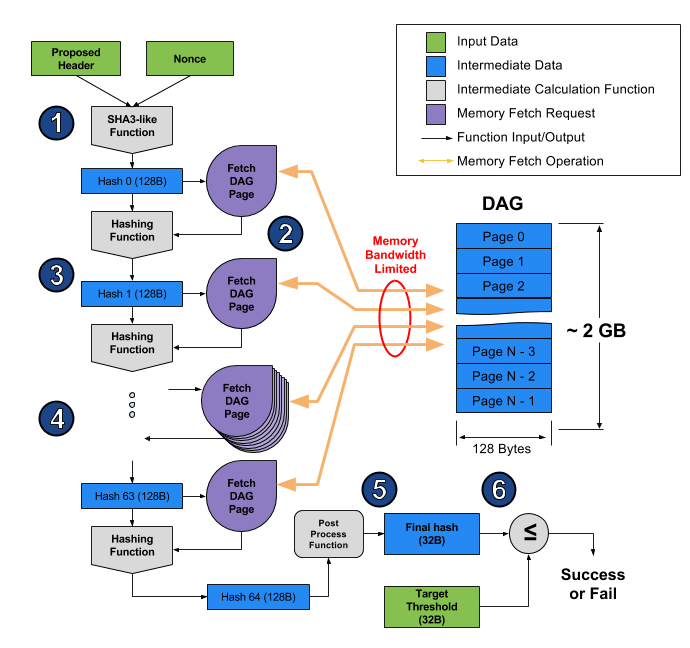 Proposed
Header
Nonce
Input Data
Intermediate Data
Intermediate Calculation Function
Memory Fetch Request
Function Input/Output
Memory Fetch Operation
1
SHA3-like
Function
Hash 0 (128B)
Fetch
DAG
Page
Hashing
Function
2
3
Hash 1 (128B)
Fetch
DAG
Page
Hashing
Function
Memory
Bandwidth
Limited
DAG
Page 0
Page 1
Page 2
Page N - 3
Page N - 2
Page N - 1
~ 2 GB
128 Bytes
4
Fetch
DAG
Page
Hash 63 (128B)
Fetch
DAG
Page
Hashing
Function
Hash 64 (128B)
Post
Process
Function
5
Final hash
(32B)
6
≤
Target
Threshold
(32B)
Success
or Fail